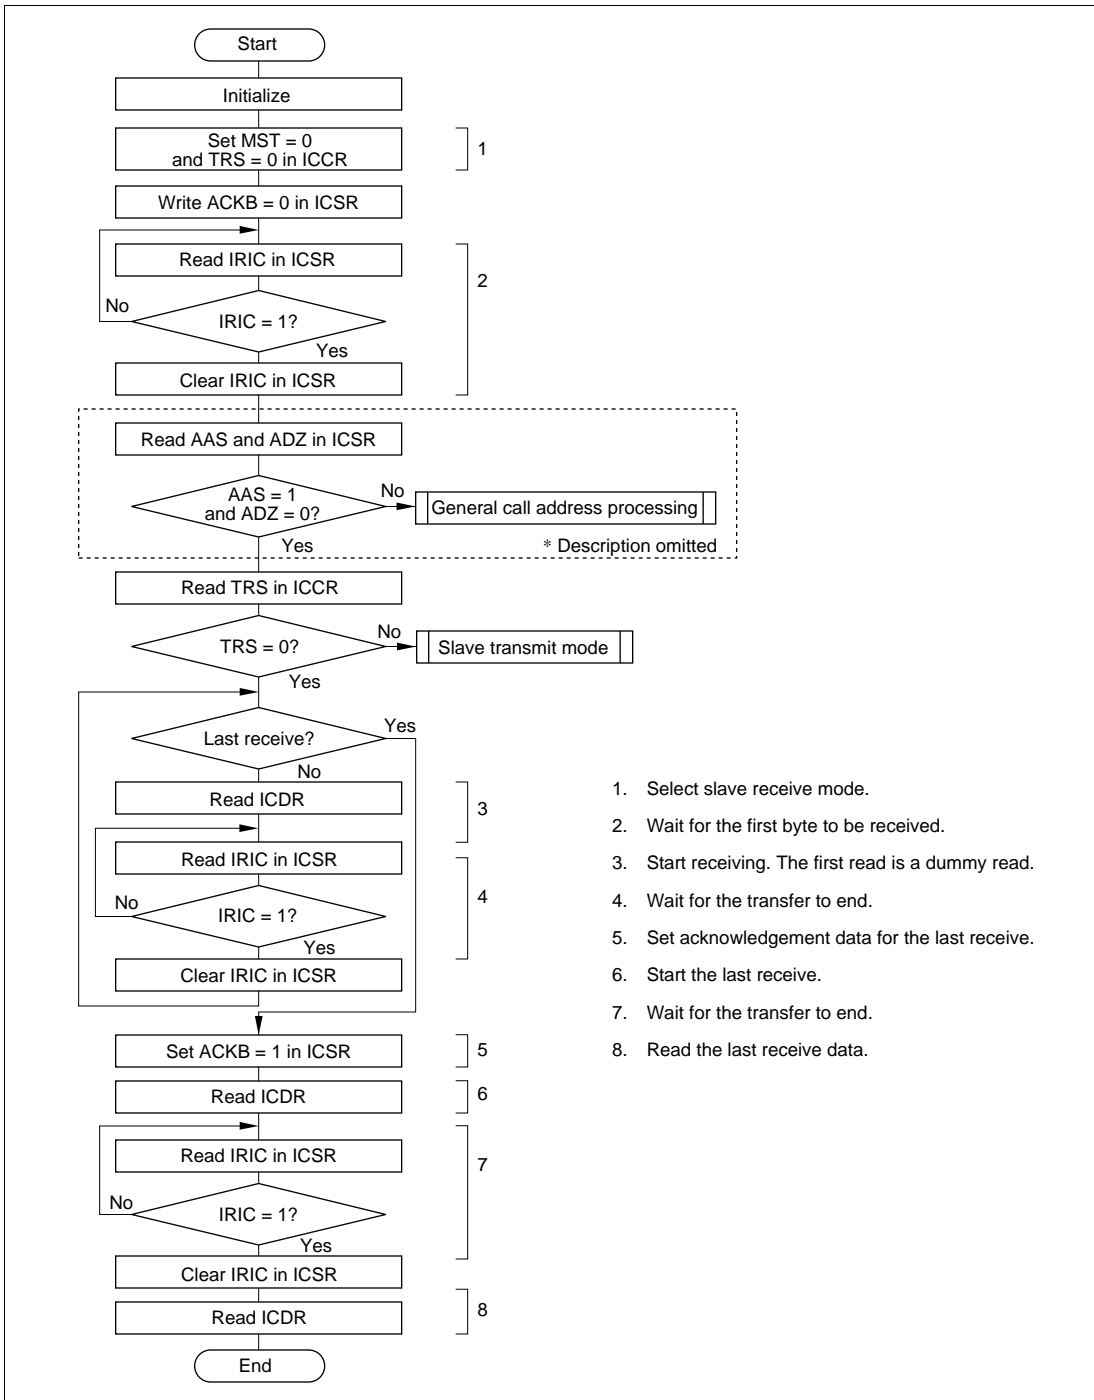 Start
Initialize
Set MST = 0
and TRS = 0 in ICCR
1
Write ACKB = 0 in ICSR
Read IRIC in ICSR
2
No
IRIC = 1?
Yes
Clear IRIC in ICSR
Read AAS and ADZ in ICSR
AAS = 1
and ADZ = 0?
No
General call address processing
Yes
* Description omitted
Read TRS in ICCR
TRS = 0?
No
Slave transmit mode
Yes
Last receive?
Yes
No
Read ICDR
3
Read IRIC in ICSR
No
IRIC = 1?
4
Yes
Clear IRIC in ICSR
Set ACKB = 1 in ICSR
5
Read ICDR
6
Read IRIC in ICSR
7
No
IRIC = 1?
Yes
Clear IRIC in ICSR
Read ICDR
8
End
1. Select slave receive mode.
2. Wait for the first byte to be received.
3. Start receiving. The first read is a dummy read.
4. Wait for the transfer to end.
5. Set acknowledgement data for the last receive.
6. Start the last receive.
7. Wait for the transfer to end.
8. Read the last receive data.